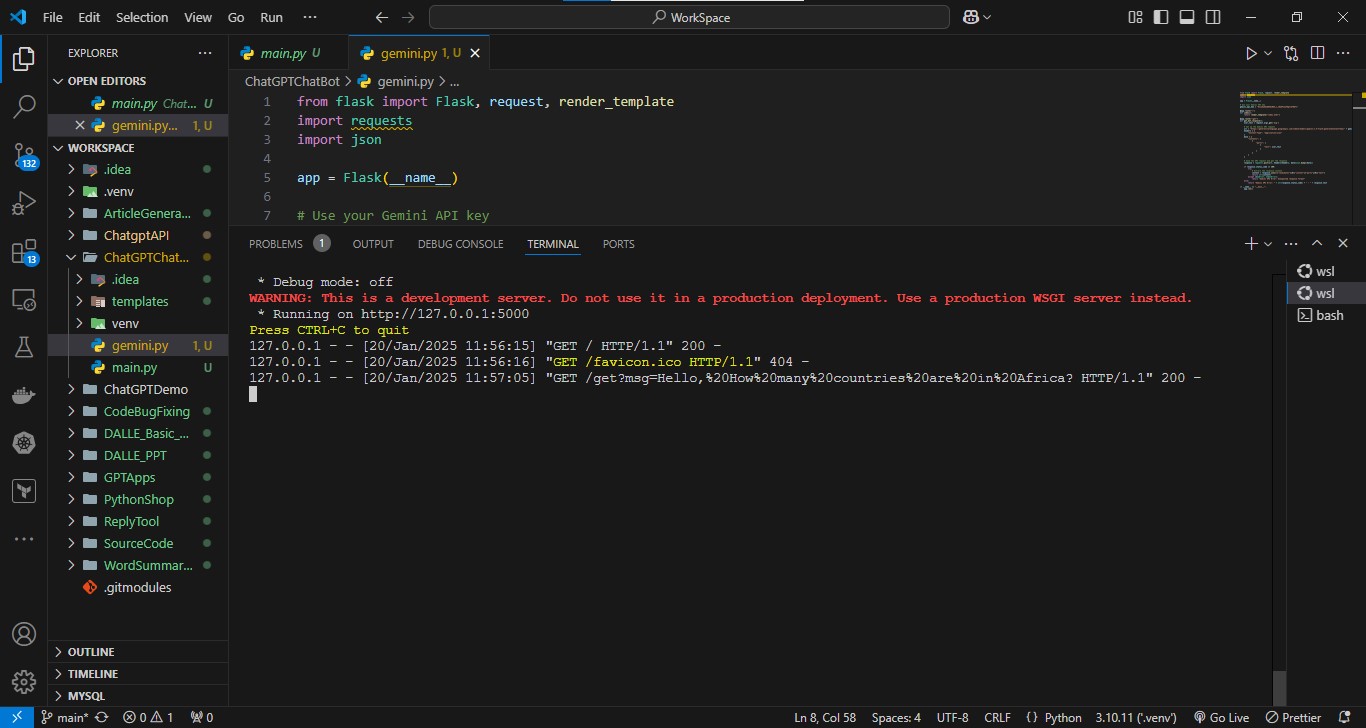 File Edit Selection View Go Run ··· WorkSpace
EXPLORER ···
OPEN EDITORS
main.py Chat... U
gemini.py... 1, U
WORKSPACE
.idea
.venv
ArticleGenera...
ChatgptAPI
ChatGPTChat...
.idea
templates
venv
gemini.py 1, U
main.py U
ChatGPTDemo
CodeBugFixing
DALLE_Basic_...
DALLE_PPT
GPTApps
PythonShop
ReplyTool
SourceCode
WordSummar...
.gitmodules
OUTLINE
TIMELINE
MYSQL
132
13
main.py U gemini.py 1, U
ChatGPTChatBot > gemini.py > ...
1 from flask import Flask, request, render_template
2 import requests
3 import json
4
5 app = Flask(__name__)
6
7 # Use your Gemini API key
PROBLEMS 1 OUTPUT DEBUG CONSOLE TERMINAL PORTS
* Debug mode: off
WARNING: This is a development server. Do not use it in a production deployment. Use a production WSGI server instead.
* Running on http://127.0.0.1:5000
Press CTRL+C to quit
127.0.0.1 - - [20/Jan/2025 11:56:15] "GET / HTTP/1.1" 200 -
127.0.0.1 - - [20/Jan/2025 11:56:16] "GET /favicon.ico HTTP/1.1" 404 -
127.0.0.1 - - [20/Jan/2025 11:57:05] "GET /get?msg=Hello,%20How%20many%20countries%20are%20in%20Africa? HTTP/1.1" 200 -
wsl
wsl
bash
main* 0 1 0 Ln 8, Col 58 Spaces: 4 UTF-8 CRLF { } Python 3.10.11 ('.venv') Go Live Prettier